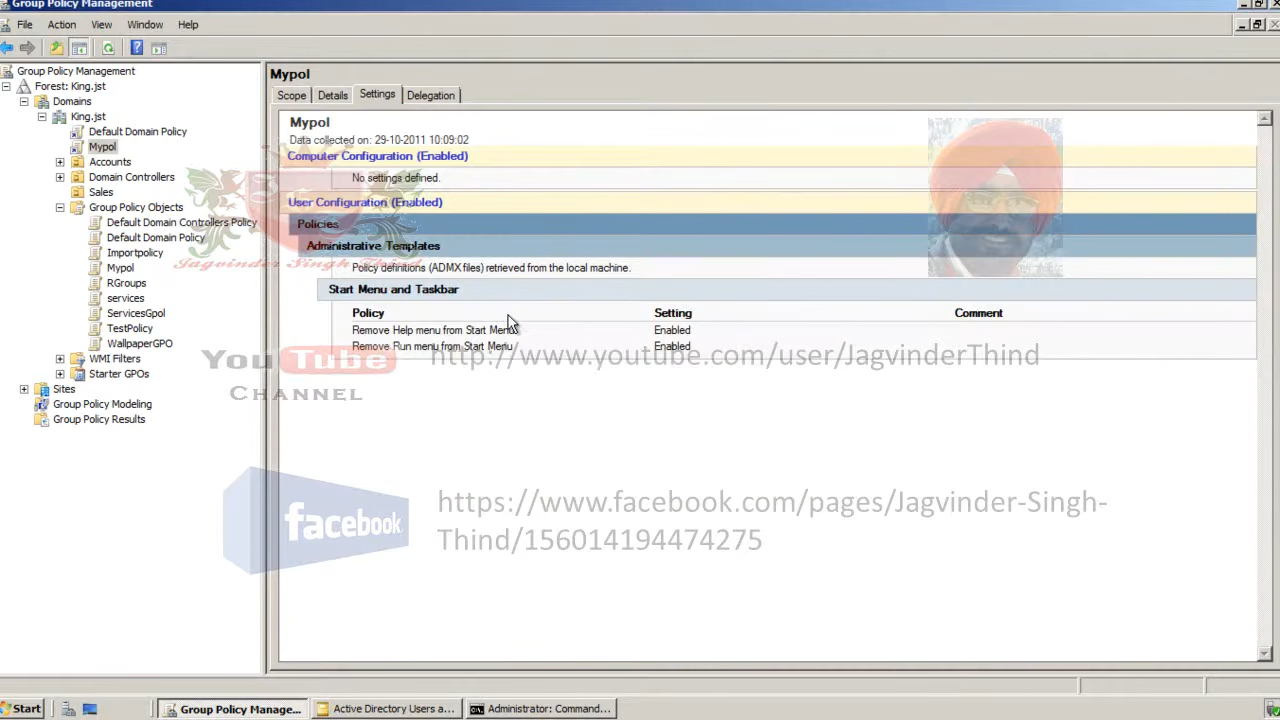 Group Policy Management
File Action View Window Help
Group Policy Management
Forest: King.jst
Domains
King.jst
Default Domain Policy
Mypol
Accounts
Domain Controllers
Sales
Group Policy Objects
Default Domain Controllers Policy
Default Domain Policy
Importpolicy
Mypol
RGroups
services
ServicesGpol
TestPolicy
WallpaperGPO
WMI Filters
Starter GPOs
Sites
Group Policy Modeling
Group Policy Results
Mypol
Scope Details Settings Delegation
Mypol
Data collected on: 29-10-2011 10:09:02
Computer Configuration (Enabled)
No settings defined.
User Configuration (Enabled)
Policies
Administrative Templates
Policy definitions (ADMX files) retrieved from the local machine.
Start Menu and Taskbar
Policy Setting Comment
Remove Help menu from Start Menu Enabled
Remove Run menu from Start Menu Enabled
Jagvinder Singh Thind
YouTube
CHANNEL
http://www.youtube.com/user/JagvinderThind
facebook
https://www.facebook.com/pages/Jagvinder-Singh-
Thind/156014194474275
Start Group Policy Manage... Active Directory Users a... Administrator: Command...